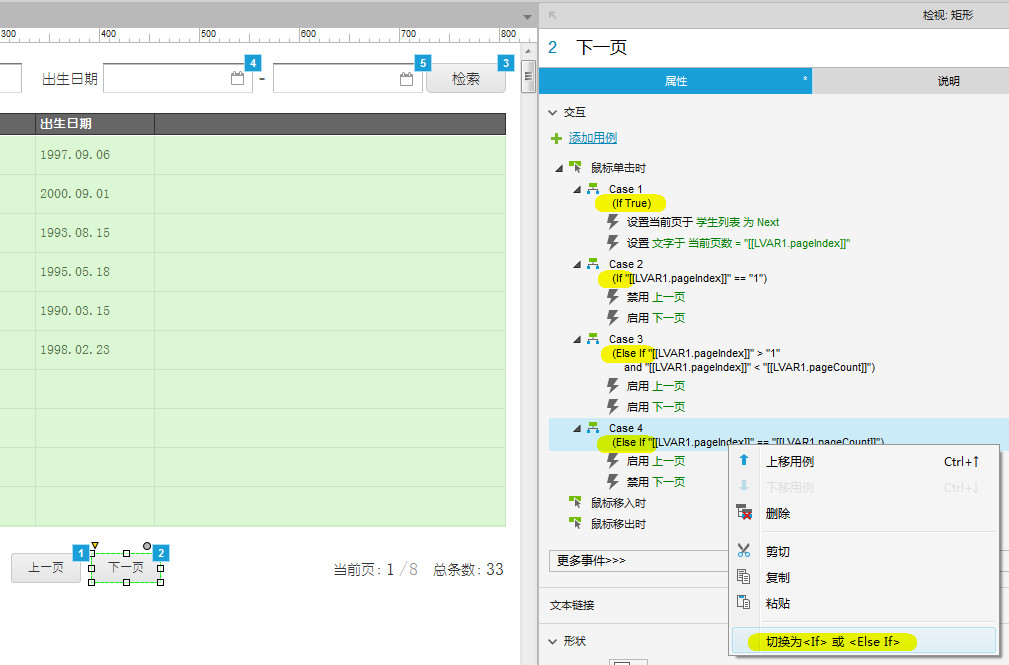 检视: 矩形
300 400 500 600 700 800
2 下一页
出生日期 4 - 5 检索 3
属性 * 说明
交互
添加用例
出生日期
1997.09.06
2000.09.01
1993.08.15
1995.05.18
1990.03.15
1998.02.23
鼠标单击时
Case 1
(If True)
设置当前页于 学生列表 为 Next
设置 文字于 当前页数 = "[[LVAR1.pageIndex]]"
Case 2
(If "[[LVAR1.pageIndex]]" == "1")
禁用 上一页
启用 下一页
Case 3
(Else If "[[LVAR1.pageIndex]]" > "1"
and "[[LVAR1.pageIndex]]" < "[[LVAR1.pageCount]]")
启用 上一页
启用 下一页
Case 4
(Else If "[[LVAR1.pageIndex]]" == "[[LVAR1.pageCount]]")
启用 上一页
禁用 下一页
鼠标移入时
鼠标移出时
更多事件>>>
文本链接
形状
上移用例 Ctrl+↑
下移用例 Ctrl+↓
删除
剪切
复制
粘贴
切换为<If> 或 <Else If>
上一页 1 下一页 2
当前页: 1 /8 总条数: 33